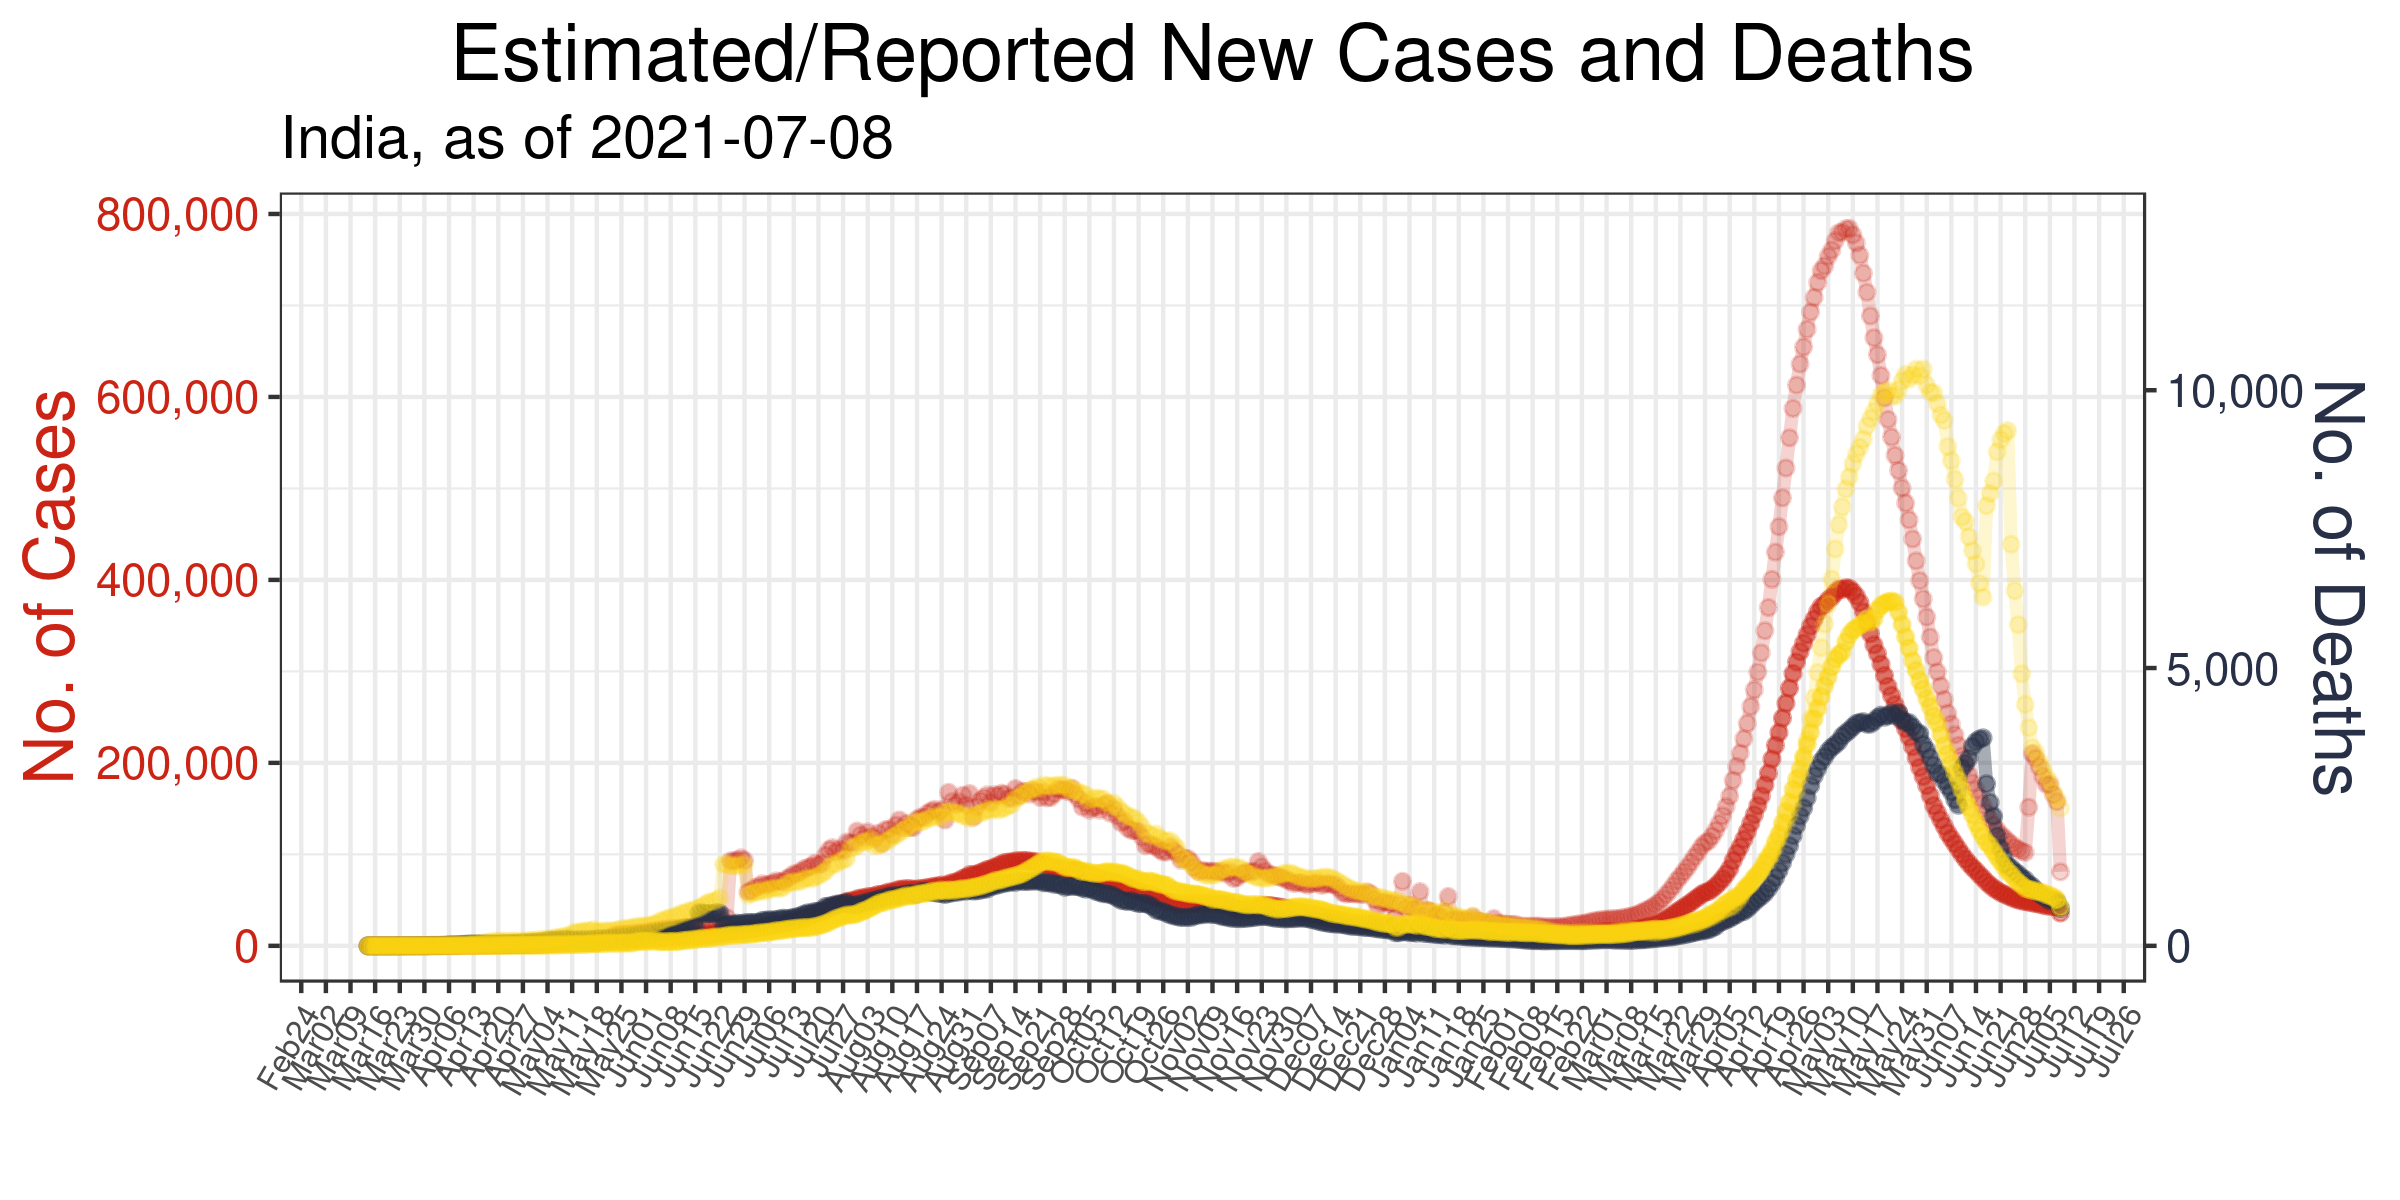 Estimated/Reported New Cases and Deaths
India, as of 2021-07-08
No. of Cases
800,000
600,000
400,000
200,000
0
10,000
5,000
0
No. of Deaths
Feb24
Mar02
Mar09
Mar16
Mar23
Mar30
Apr06
Apr13
Apr20
Apr27
May04
May11
May18
May25
Jun01
Jun08
Jun15
Jun22
Jun29
Jul06
Jul13
Jul20
Jul27
Aug03
Aug10
Aug17
Aug24
Aug31
Sep07
Sep14
Sep21
Sep28
Oct05
Oct12
Oct19
Oct26
Nov02
Nov09
Nov16
Nov23
Nov30
Dec07
Dec14
Dec21
Dec28
Jan04
Jan11
Jan18
Jan25
Feb01
Feb08
Feb15
Feb22
Mar01
Mar08
Mar15
Mar22
Mar29
Apr05
Apr12
Apr19
Apr26
May03
May10
May17
May24
May31
Jun07
Jun14
Jun21
Jun28
Jul05
Jul12
Jul19
Jul26